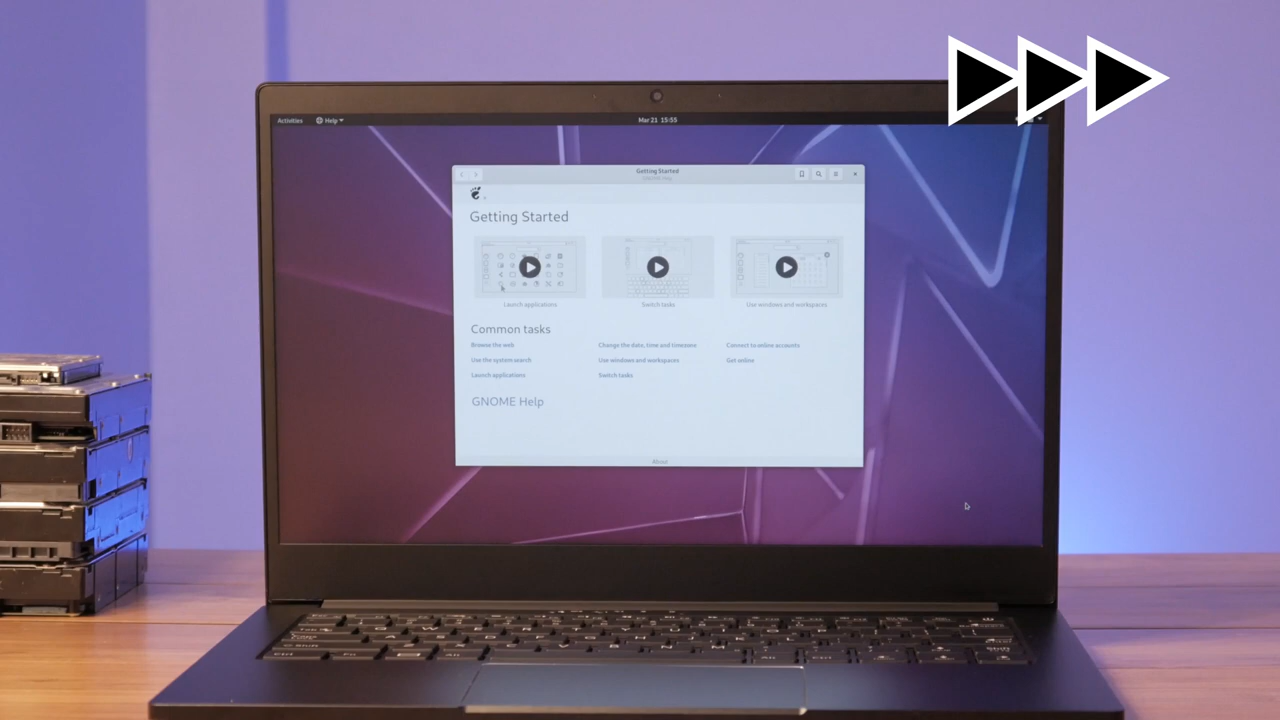 Activities Help Mar 21 15:55
Getting Started
GNOME Help
Getting Started
Launch applications Switch tasks Use windows and workspaces
Common tasks
Browse the web Change the date, time and timezone Connect to online accounts
Use the system search Use windows and workspaces Get online
Launch applications Switch tasks
GNOME Help
About